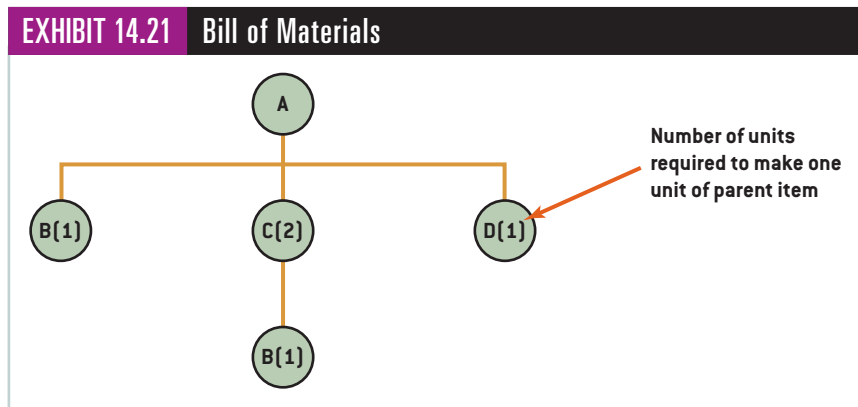 EXHIBIT 14.21 Bill of Materials
A
Number of units
required to make one
unit of parent item
B(1) C(2) D(1)
B(1)